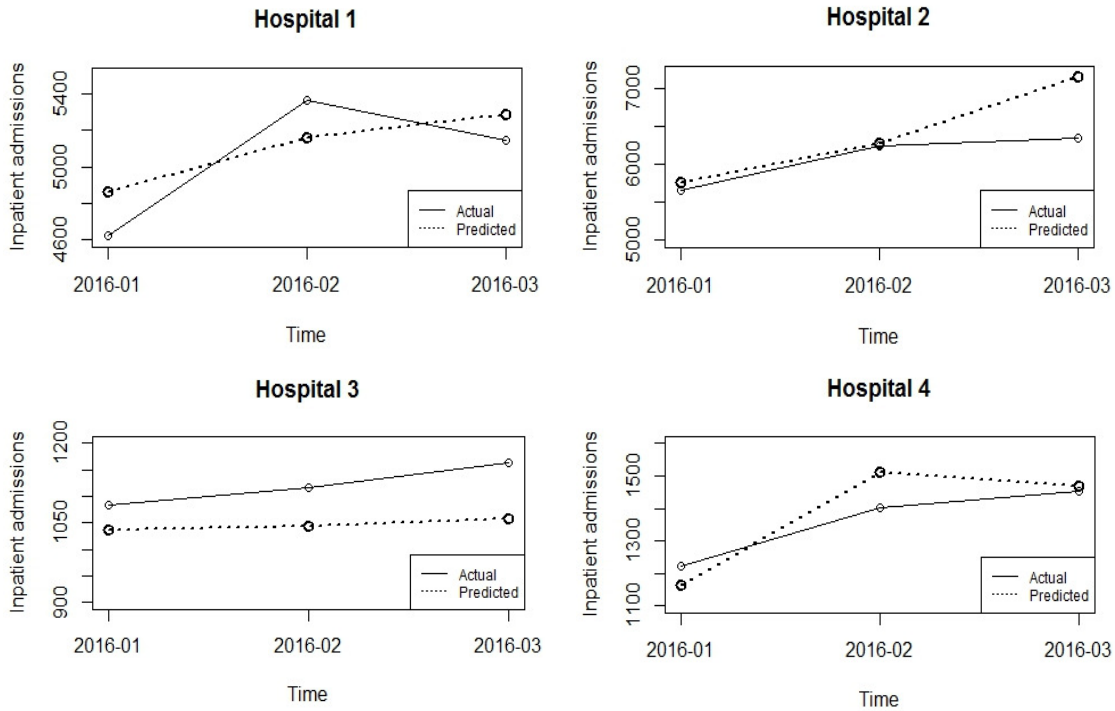 Hospital 1
Inpatient admissions
5400
5000
4600
Actual
Predicted
2016-01
2016-02
2016-03
Time
Hospital 2
Inpatient admissions
7000
6000
5000
Actual
Predicted
2016-01
2016-02
2016-03
Time
Hospital 3
Inpatient admissions
1200
1050
900
Actual
Predicted
2016-01
2016-02
2016-03
Time
Hospital 4
Inpatient admissions
1500
1300
1100
Actual
Predicted
2016-01
2016-02
2016-03
Time